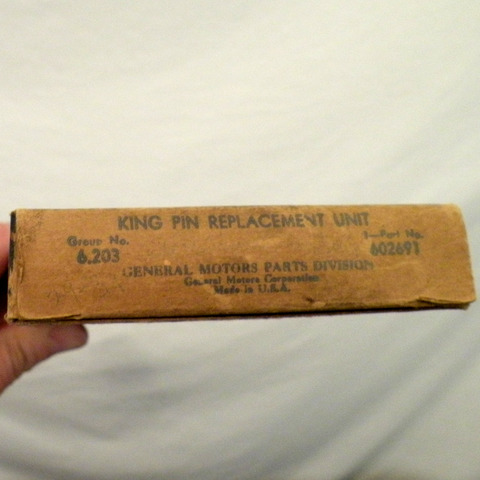 KING PIN REPLACEMENT UNIT
Group No. 1—Part No.
6.203 602691
GENERAL MOTORS PARTS DIVISION
General Motors Corporation
Made in U.S.A.